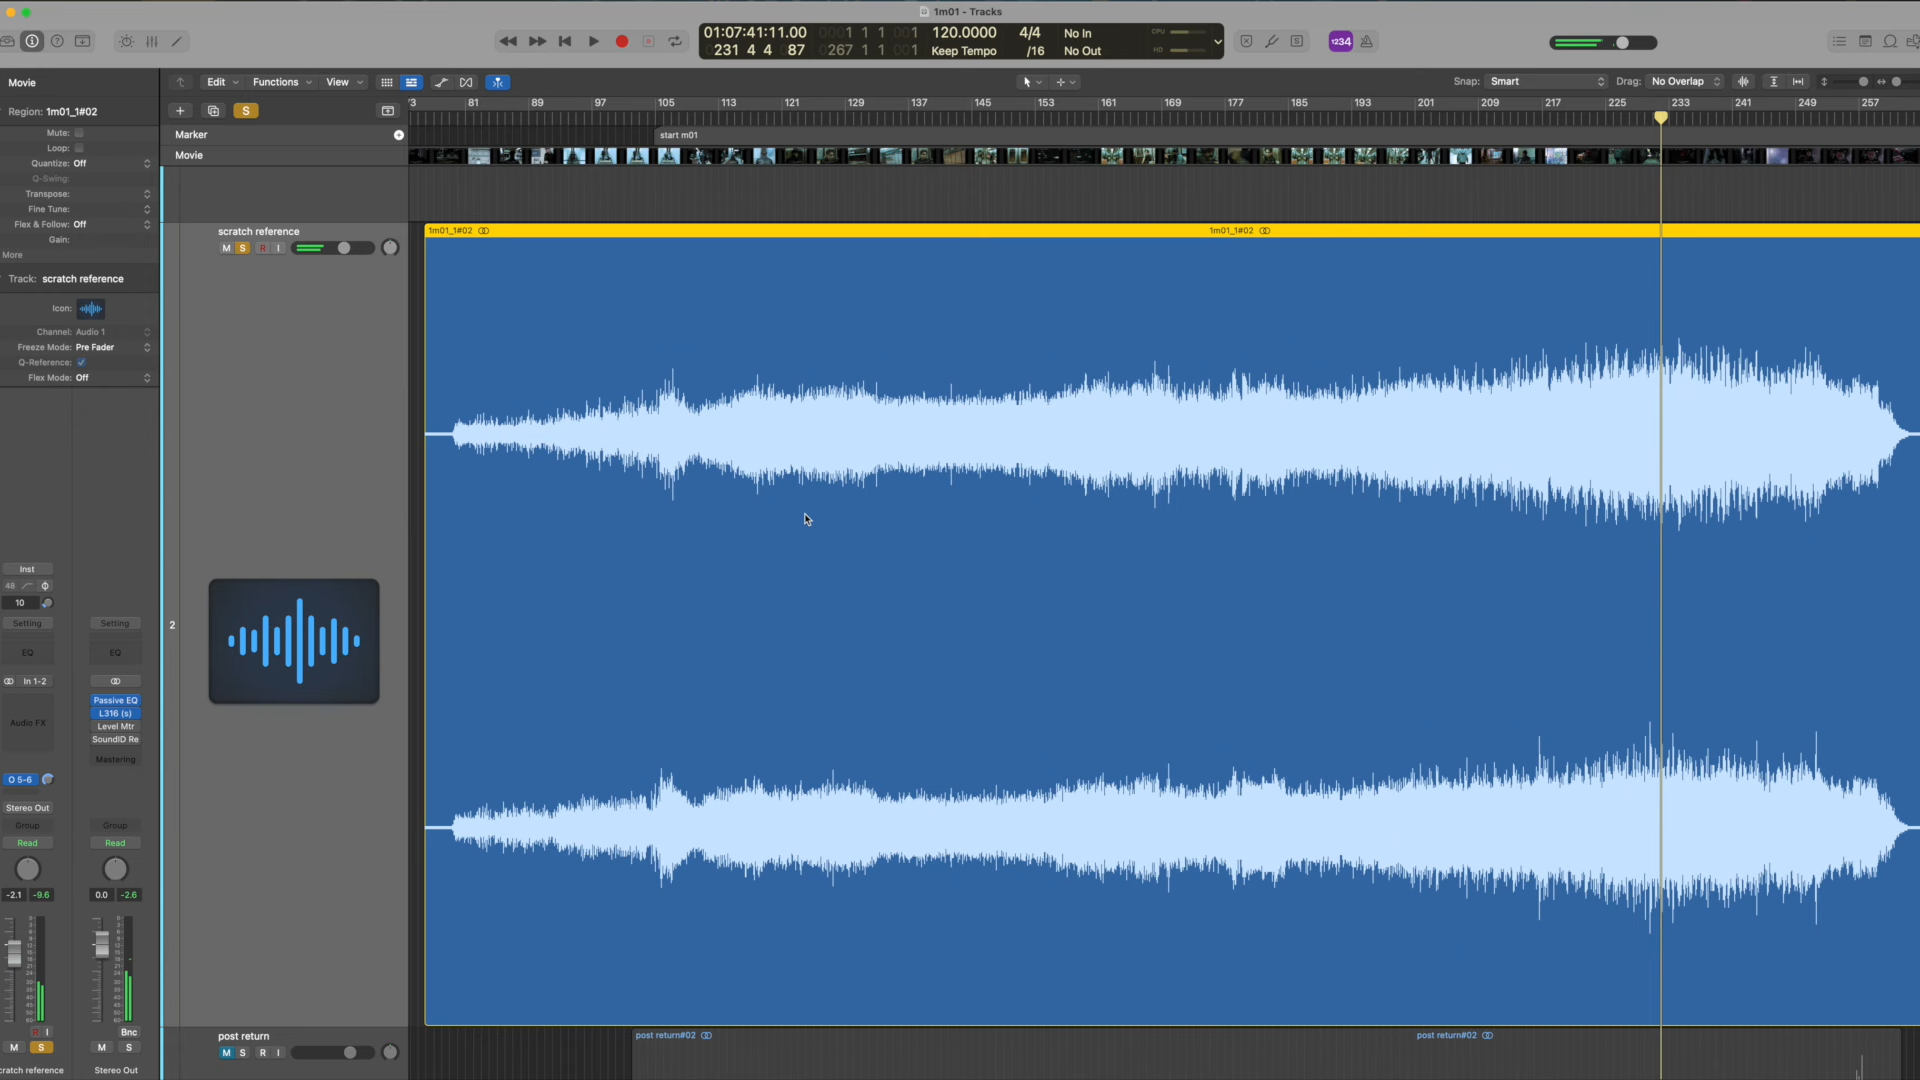 1m01 - Tracks
01:07:41:11.00
0001 1 1 001
120.0000
4/4
No In
CPU
1234
231 4 4 87
0267 1 1 001
Keep Tempo
/16
No Out
HD
Movie
Edit
Functions
View
Snap: Smart
Drag: No Overlap
Region: 1m01_1#02
S
73 81 89 97 105 113 121 129 137 145 153 161 169 177 185 193 201 209 217 225 233 241 249 257
Mute:
Marker
start m01
Loop:
Movie
Quantize: Off
Q-Swing:
Transpose:
Fine Tune:
Flex & Follow: Off
scratch reference
1m01_1#02
1m01_1#02
Gain:
M S R I
More
Track: scratch reference
Icon:
Channel: Audio 1
Freeze Mode: Pre Fader
Q-Reference:
Flex Mode: Off
Inst
48
10
Setting
Setting
2
EQ
EQ
In 1-2
Passive EQ
L316 (s)
Audio FX
Level Mtr
SoundID Re
Mastering
O 5-6
Stereo Out
Group
Group
Read
Read
-2.1 -9.6
0.0 -2.6
R I
Bnc
post return
post return#02
post return#02
M S
M S
M S R I
cratch reference
Stereo Out